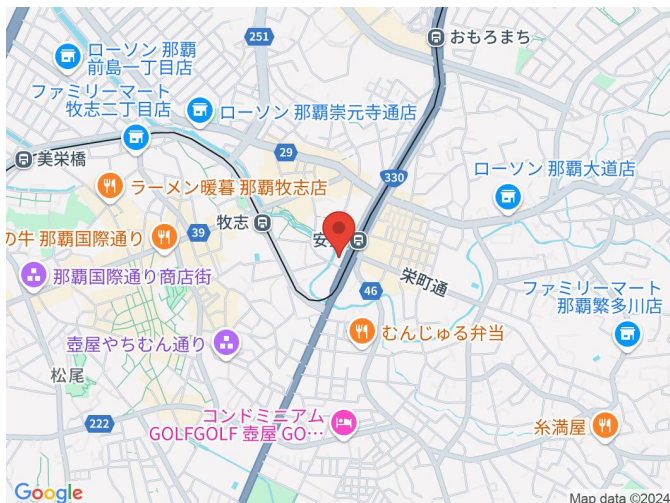 おもろまち
251
ローソン 那覇
前島一丁目店
ファミリーマート
牧志二丁目店
ローソン 那覇崇元寺通店
29
美栄橋
330
ローソン 那覇大道店
ラーメン暖暮 那覇牧志店
牧志
39
の牛 那覇国際通り
安
栄町通
那覇国際通り商店街
46
ファミリーマート
那覇繁多川店
むんじゅる弁当
壺屋やちむん通り
松尾
コンドミニアム
GOLFGOLF 壺屋 GO…
222
糸満屋
Google
Map data ©2024